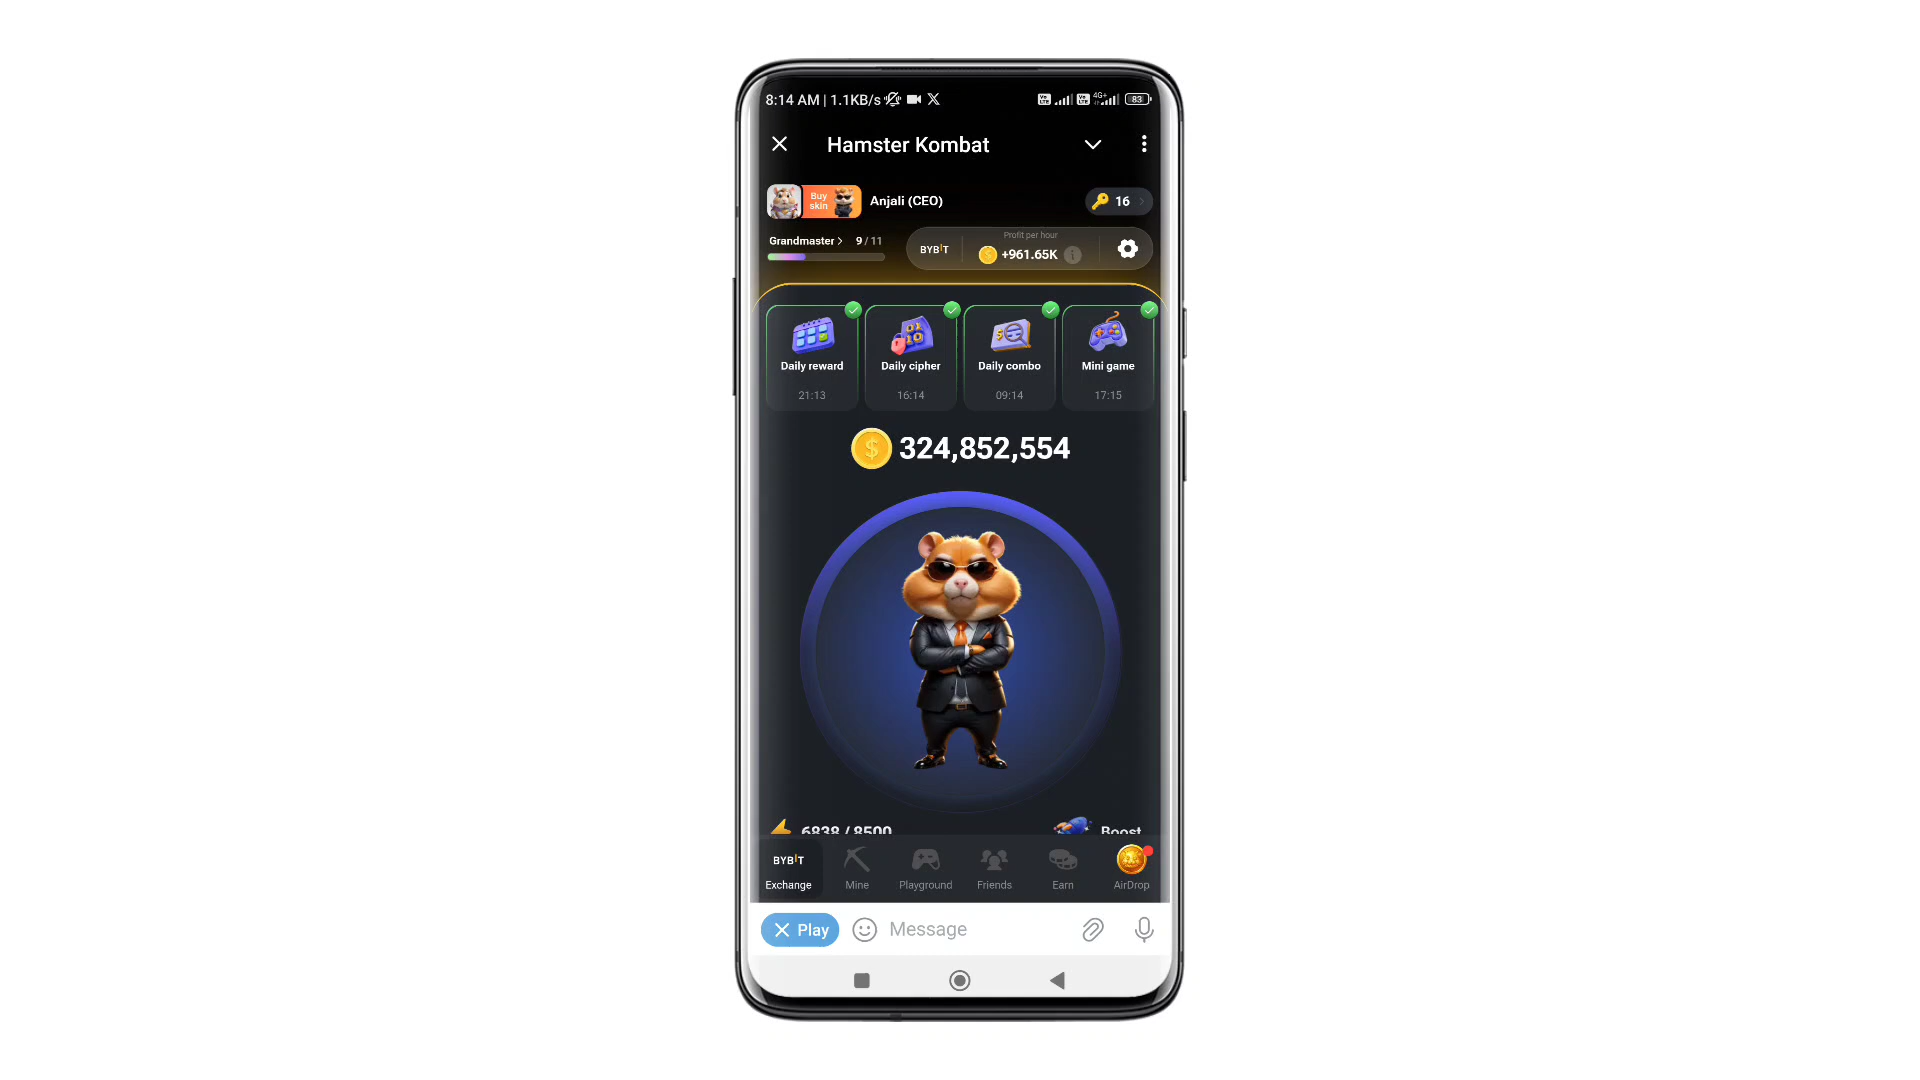 8:14 AM | 1.1KB/s 4G+ 83
Hamster Kombat
Buy skin Anjali (CEO) 16
Grandmaster > 9 / 11
BYBIT Profit per hour
+961.65K
Daily reward Daily cipher Daily combo Mini game
21:13 16:14 09:14 17:15
324,852,554
6838 / 8500 Boost
BYBIT
Exchange Mine Playground Friends Earn AirDrop
Play Message